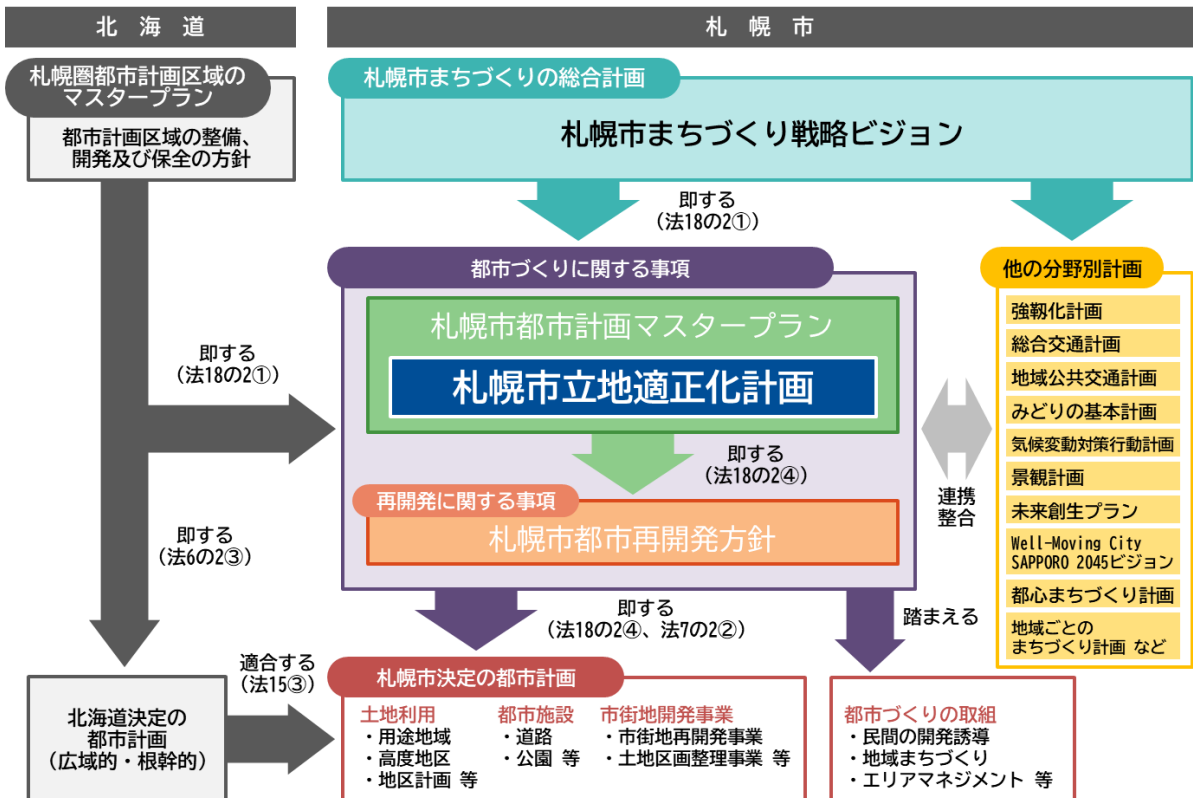 北海道
札幌市
札幌圏都市計画区域の
マスタープラン
都市計画区域の整備、
開発及び保全の方針
札幌市まちづくりの総合計画
札幌市まちづくり戦略ビジョン
即する
(法18の2①)
都市づくりに関する事項
札幌市都市計画マスタープラン
札幌市立地適正化計画
即する
(法18の2①)
即する
(法18の2④)
再開発に関する事項
札幌市都市再開発方針
連携
整合
他の分野別計画
強靱化計画
総合交通計画
地域公共交通計画
みどりの基本計画
気候変動対策行動計画
景観計画
未来創生プラン
Well-Moving City
SAPPORO 2045ビジョン
都心まちづくり計画
地域ごとの
まちづくり計画 など
即する
(法6の2③)
即する
(法18の2④、法7の2②)
踏まえる
適合する
(法15③)
北海道決定の
都市計画
(広域的・根幹的)
札幌市決定の都市計画
土地利用
・用途地域
・高度地区
・地区計画 等
都市施設
・道路
・公園 等
市街地開発事業
・市街地再開発事業
・土地区画整理事業 等
都市づくりの取組
・民間の開発誘導
・地域まちづくり
・エリアマネジメント 等